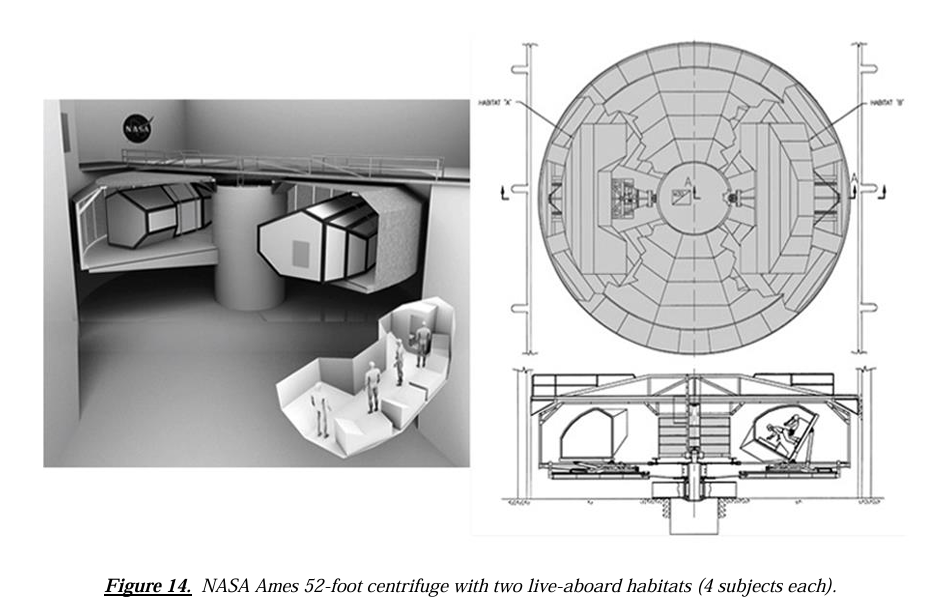 NASA
HABITAT "A"
HABITAT "B"
A
A
L
L
L
Figure 14. NASA Ames 52-foot centrifuge with two live-aboard habitats (4 subjects each).